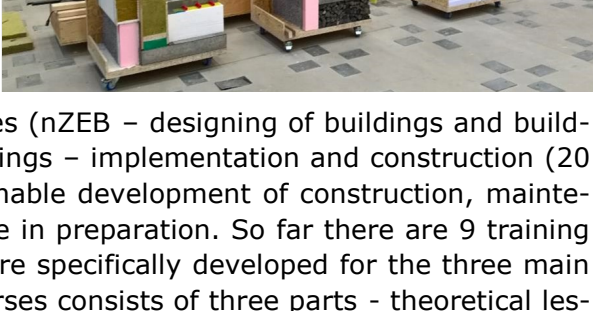 es (nZEB – designing of buildings and build-
ings – implementation and construction (20
nable development of construction, mainte-
e in preparation. So far there are 9 training
re specifically developed for the three main
rses consists of three parts - theoretical les-